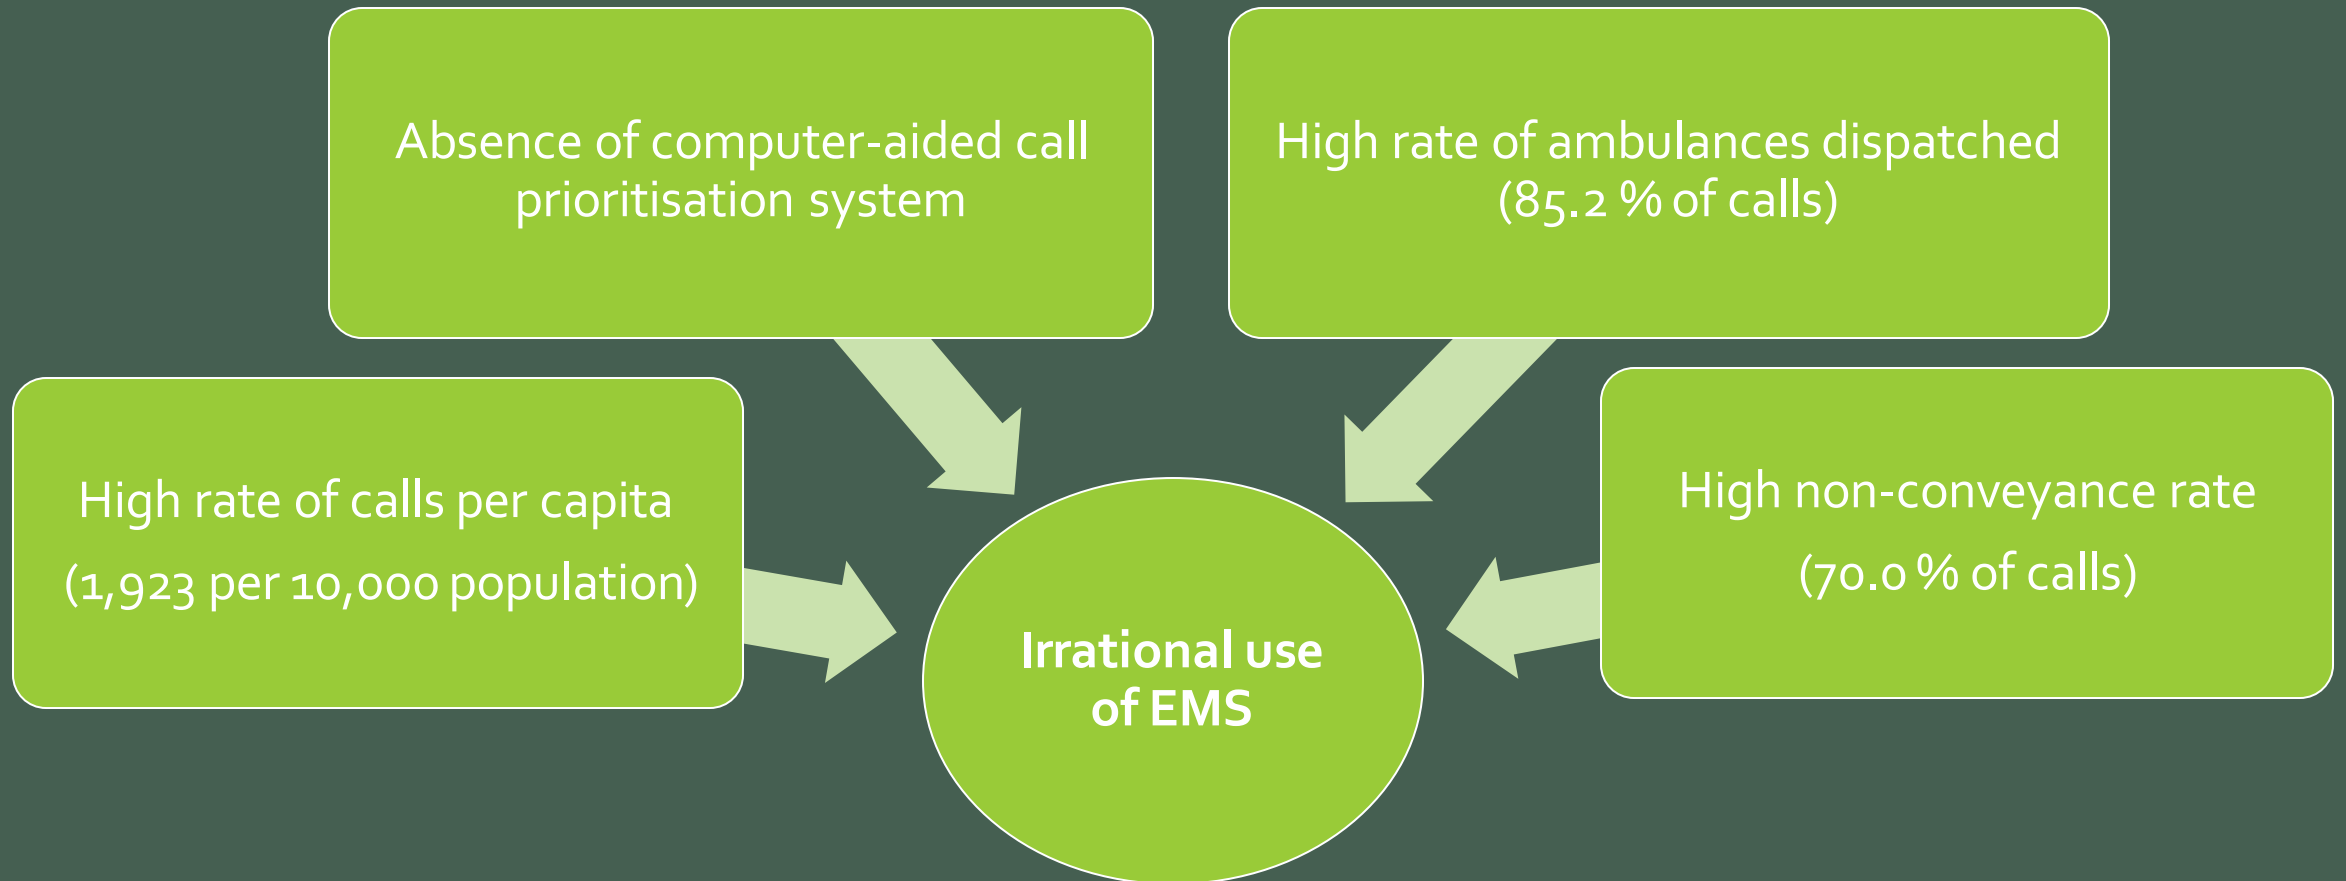 Absence of computer-aided call
prioritisation system
High rate of ambulances dispatched
(85.2 % of calls)
High rate of calls per capita
(1,923 per 10,000 population)
High non-conveyance rate
(70.0 % of calls)
Irrational use
of EMS